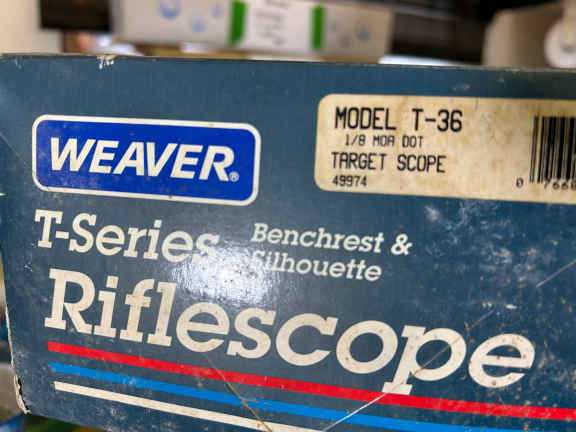 WEAVER®
MODEL T-36
1/8 MOA DOT
TARGET SCOPE
49974
T-Series
Benchrest &
Silhouette
Riflescope